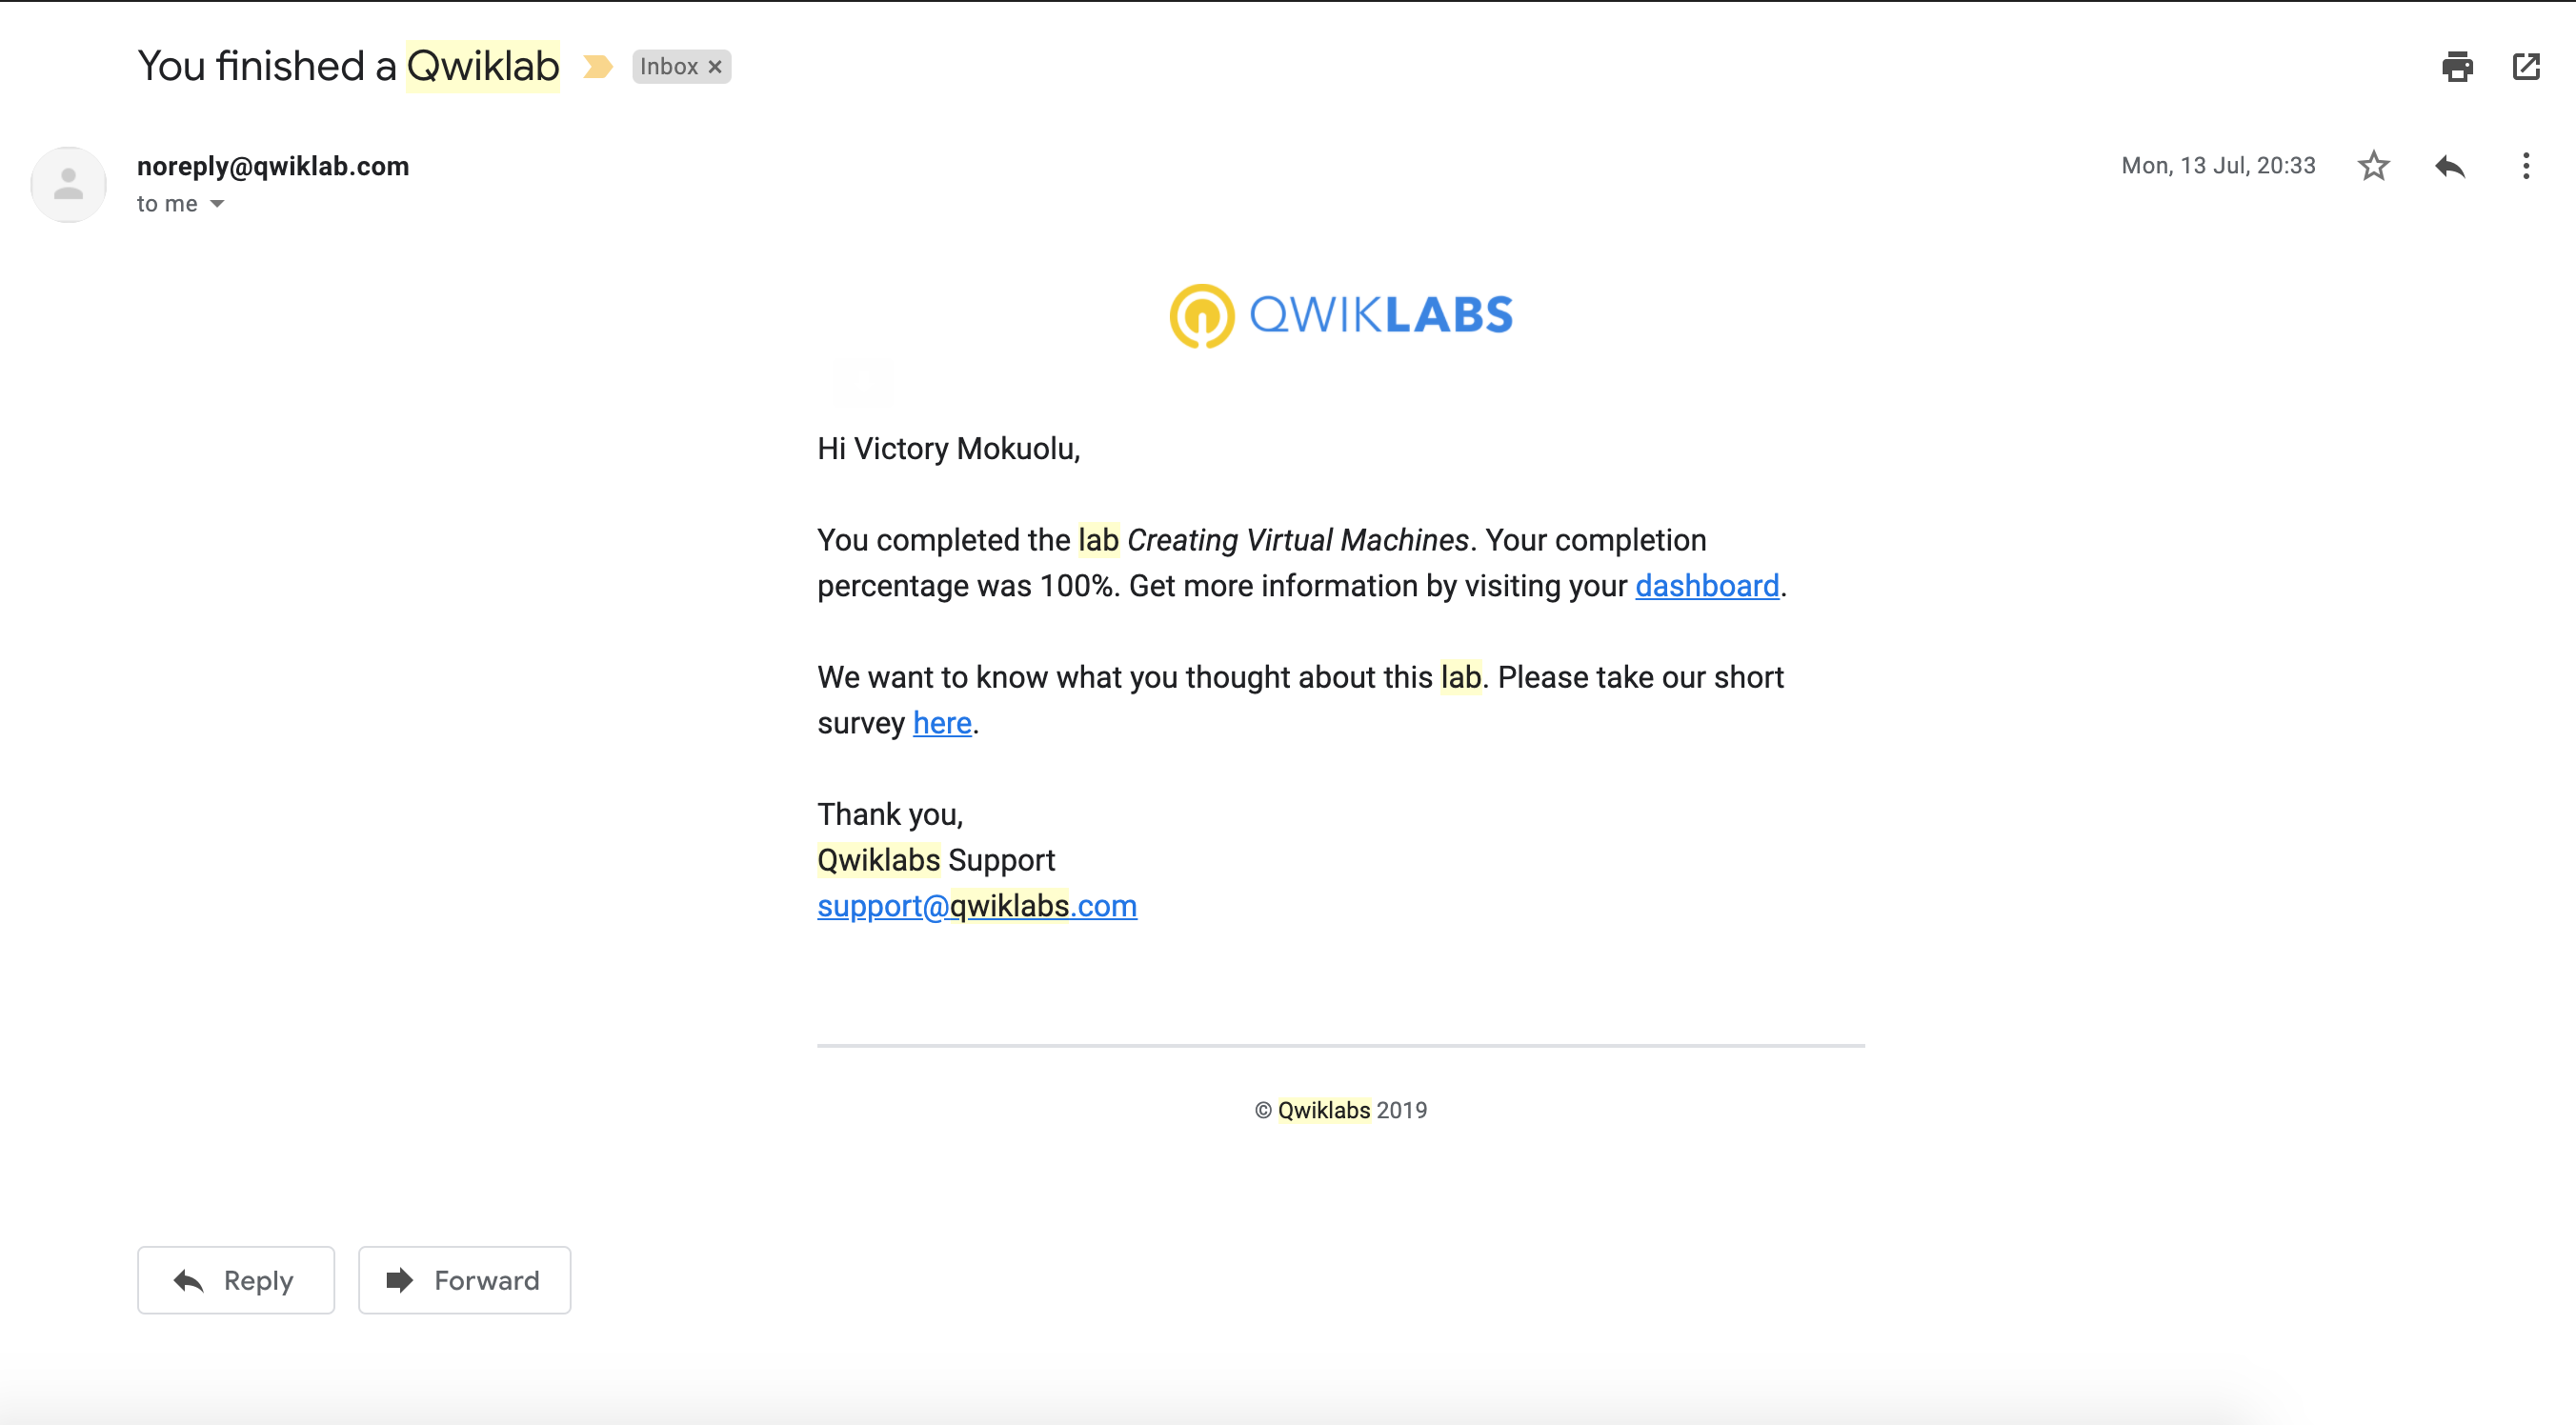 You finished a Qwiklab Inbox ×
noreply@qwiklab.com
to me
Mon, 13 Jul, 20:33
QWIKLABS
Hi Victory Mokuolu,
You completed the lab Creating Virtual Machines. Your completion
percentage was 100%. Get more information by visiting your dashboard.
We want to know what you thought about this lab. Please take our short
survey here.
Thank you,
Qwiklabs Support
support@qwiklabs.com
© Qwiklabs 2019
Reply
Forward